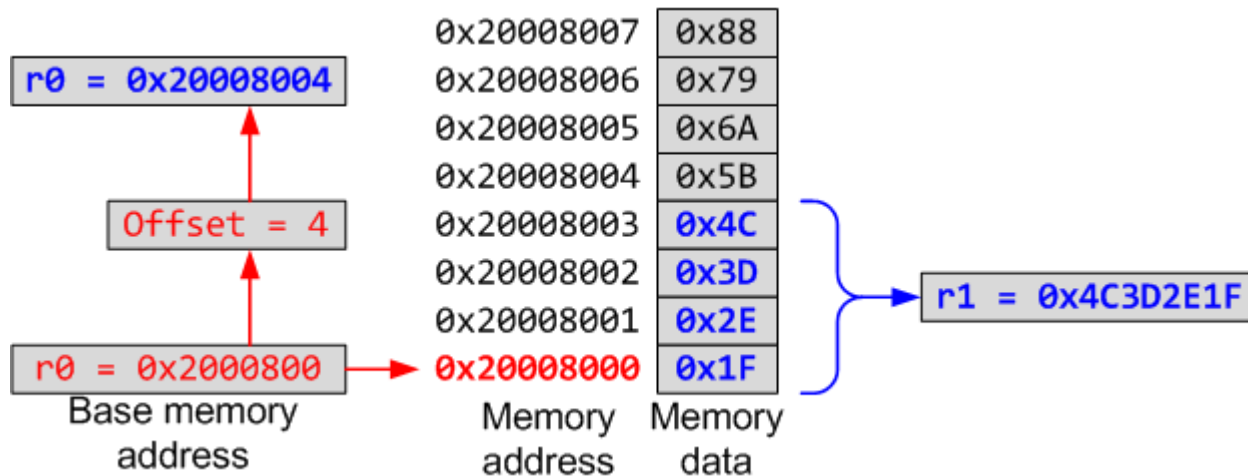 0x20008007 0x88
r0 = 0x20008004
0x20008006 0x79
0x20008005 0x6A
0x20008004 0x5B
Offset = 4
0x20008003 0x4C
0x20008002 0x3D
r1 = 0x4C3D2E1F
0x20008001 0x2E
r0 = 0x2000800
0x20008000 0x1F
Base memory
address
Memory
address
Memory
data